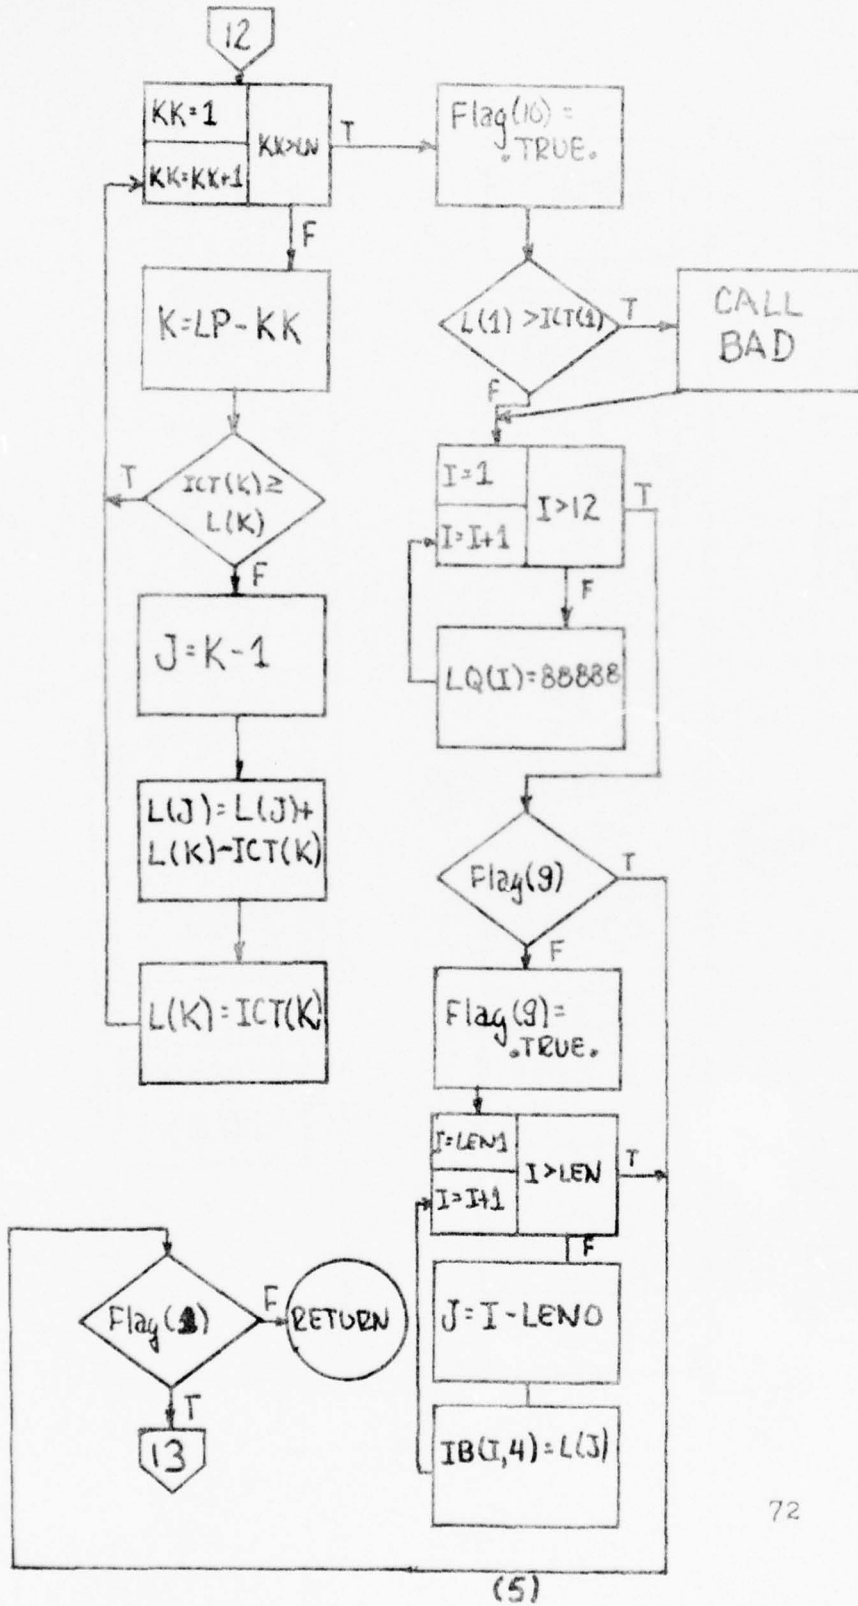 12
KK=1
KK=KK+1
KK>LN
T
F
K=LP-KK
ICT(K)≥
L(K)
T
F
J=K-1
L(J)=L(J)+
L(K)-ICT(K)
L(K)=ICT(K)
Flag(10)=
.TRUE.
L(1)>ICT(1)
T
F
CALL
BAD
I=1
I=I+1
I>12
T
F
LQ(I)=88888
Flag(9)
T
F
Flag(9)=
.TRUE.
I=LEN1
I=I+1
I>LEN
T
F
J=I-LEN0
IB(I,4)=L(J)
Flag( )
F
RETURN
T
13
72
(5)